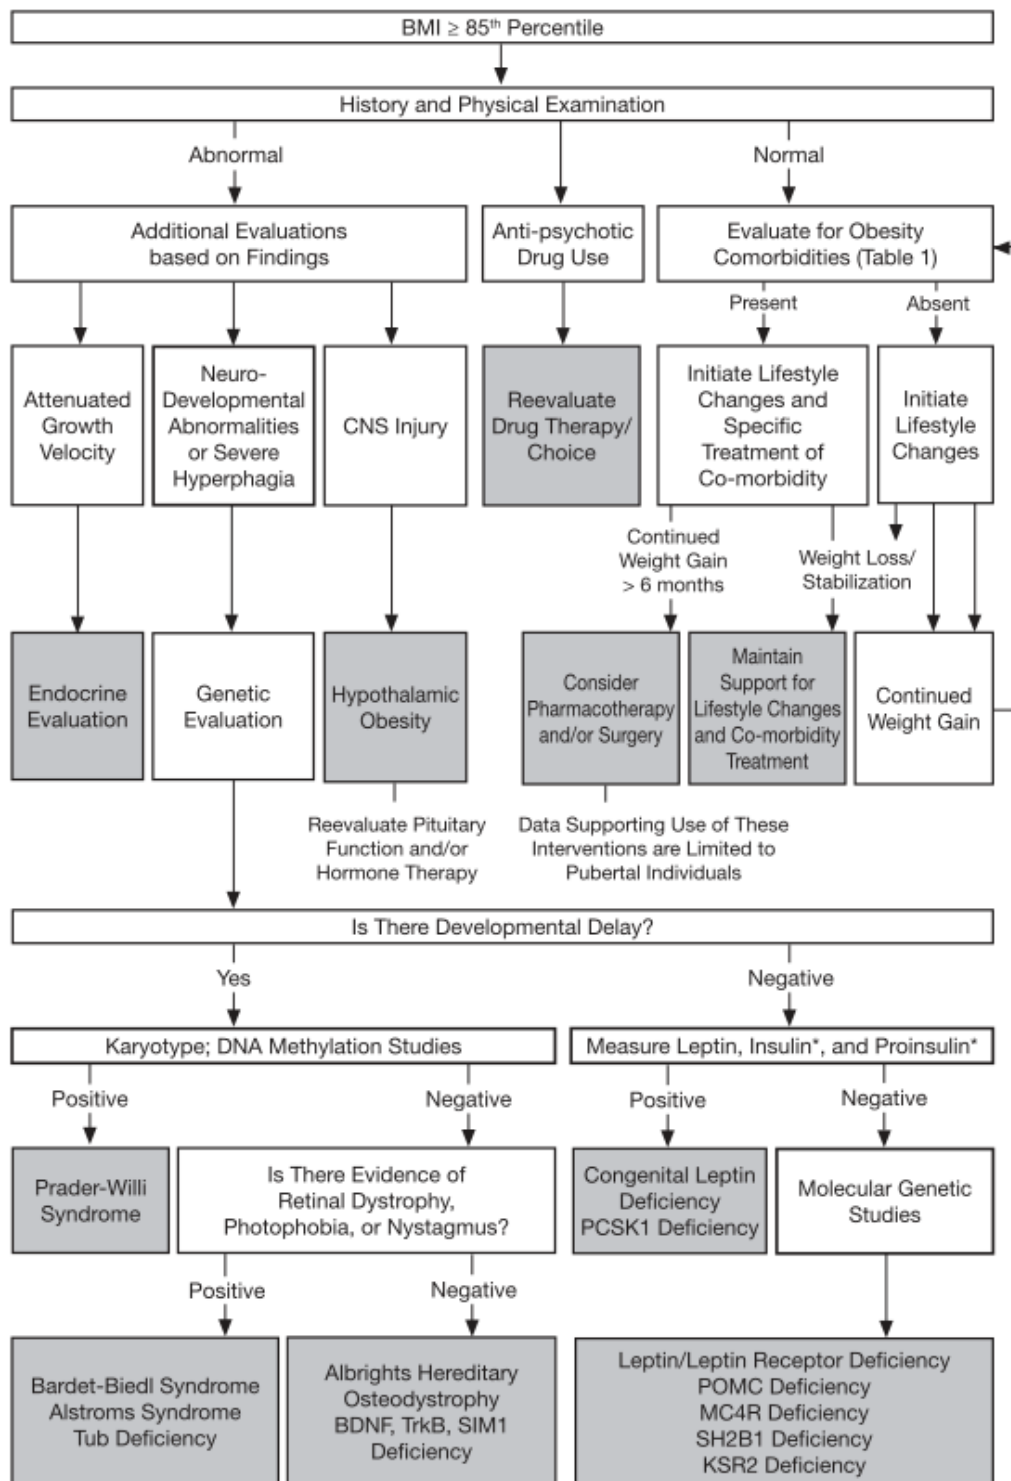 BMI ≥ 85th Percentile
History and Physical Examination
Abnormal
Normal
Additional Evaluations
based on Findings
Anti-psychotic
Drug Use
Evaluate for Obesity
Comorbidities (Table 1)
Present
Absent
Attenuated
Growth
Velocity
Neuro-
Developmental
Abnormalities
or Severe
Hyperphagia
CNS Injury
Reevaluate
Drug Therapy/
Choice
Initiate Lifestyle
Changes and
Specific
Treatment of
Co-morbidity
Initiate
Lifestyle
Changes
Continued
Weight Gain
> 6 months
Weight Loss/
Stabilization
Endocrine
Evaluation
Genetic
Evaluation
Hypothalamic
Obesity
Consider
Pharmacotherapy
and/or Surgery
Maintain
Support for
Lifestyle Changes
and Co-morbidity
Treatment
Continued
Weight Gain
Reevaluate Pituitary
Function and/or
Hormone Therapy
Data Supporting Use of These
Interventions are Limited to
Pubertal Individuals
Is There Developmental Delay?
Yes
Negative
Karyotype; DNA Methylation Studies
Measure Leptin, Insulin*, and Proinsulin*
Positive
Negative
Positive
Negative
Prader-Willi
Syndrome
Is There Evidence of
Retinal Dystrophy,
Photophobia, or Nystagmus?
Congenital Leptin
Deficiency
PCSK1 Deficiency
Molecular Genetic
Studies
Positive
Negative
Bardet-Biedl Syndrome
Alstroms Syndrome
Tub Deficiency
Albrights Hereditary
Osteodystrophy
BDNF, TrkB, SIM1
Deficiency
Leptin/Leptin Receptor Deficiency
POMC Deficiency
MC4R Deficiency
SH2B1 Deficiency
KSR2 Deficiency